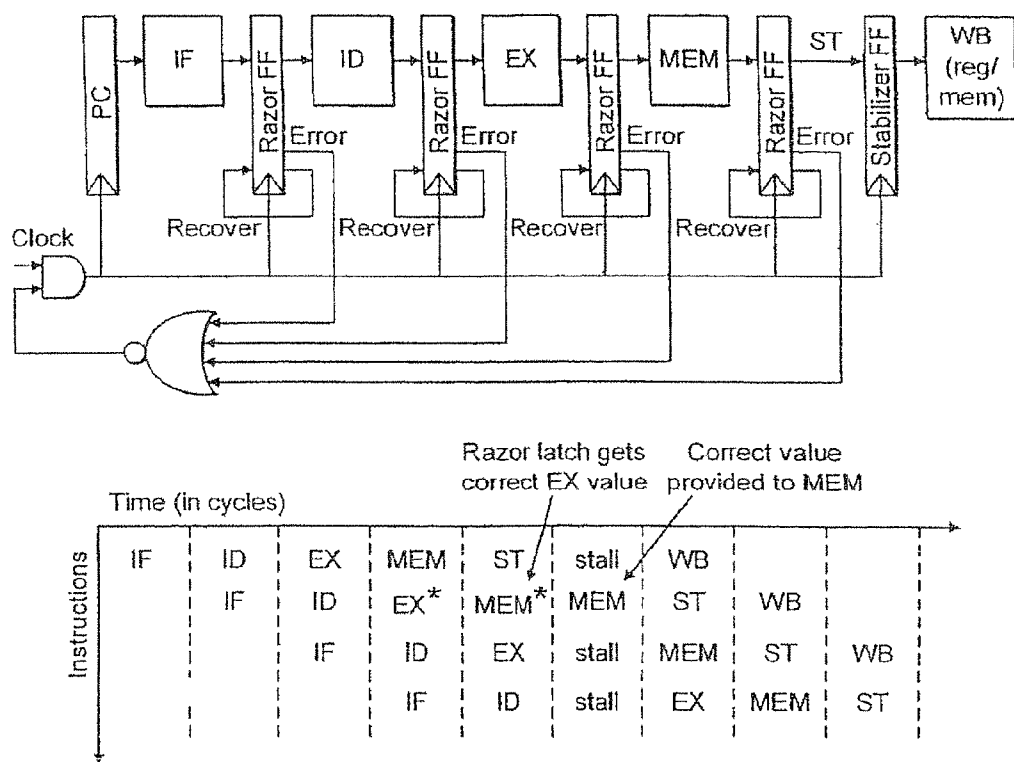 PC
IF
Razor FF
ID
Razor FF
EX
Razor FF
MEM
Razor FF
ST
Stabilizer FF
WB
(reg/
mem)
Error
Error
Error
Error
Recover
Recover
Recover
Recover
Clock
Razor latch gets
correct EX value
Correct value
provided to MEM
Time (in cycles)
Instructions
IF ID EX MEM ST stall WB
IF ID EX* MEM* MEM ST WB
IF ID EX stall MEM ST WB
IF ID stall EX MEM ST